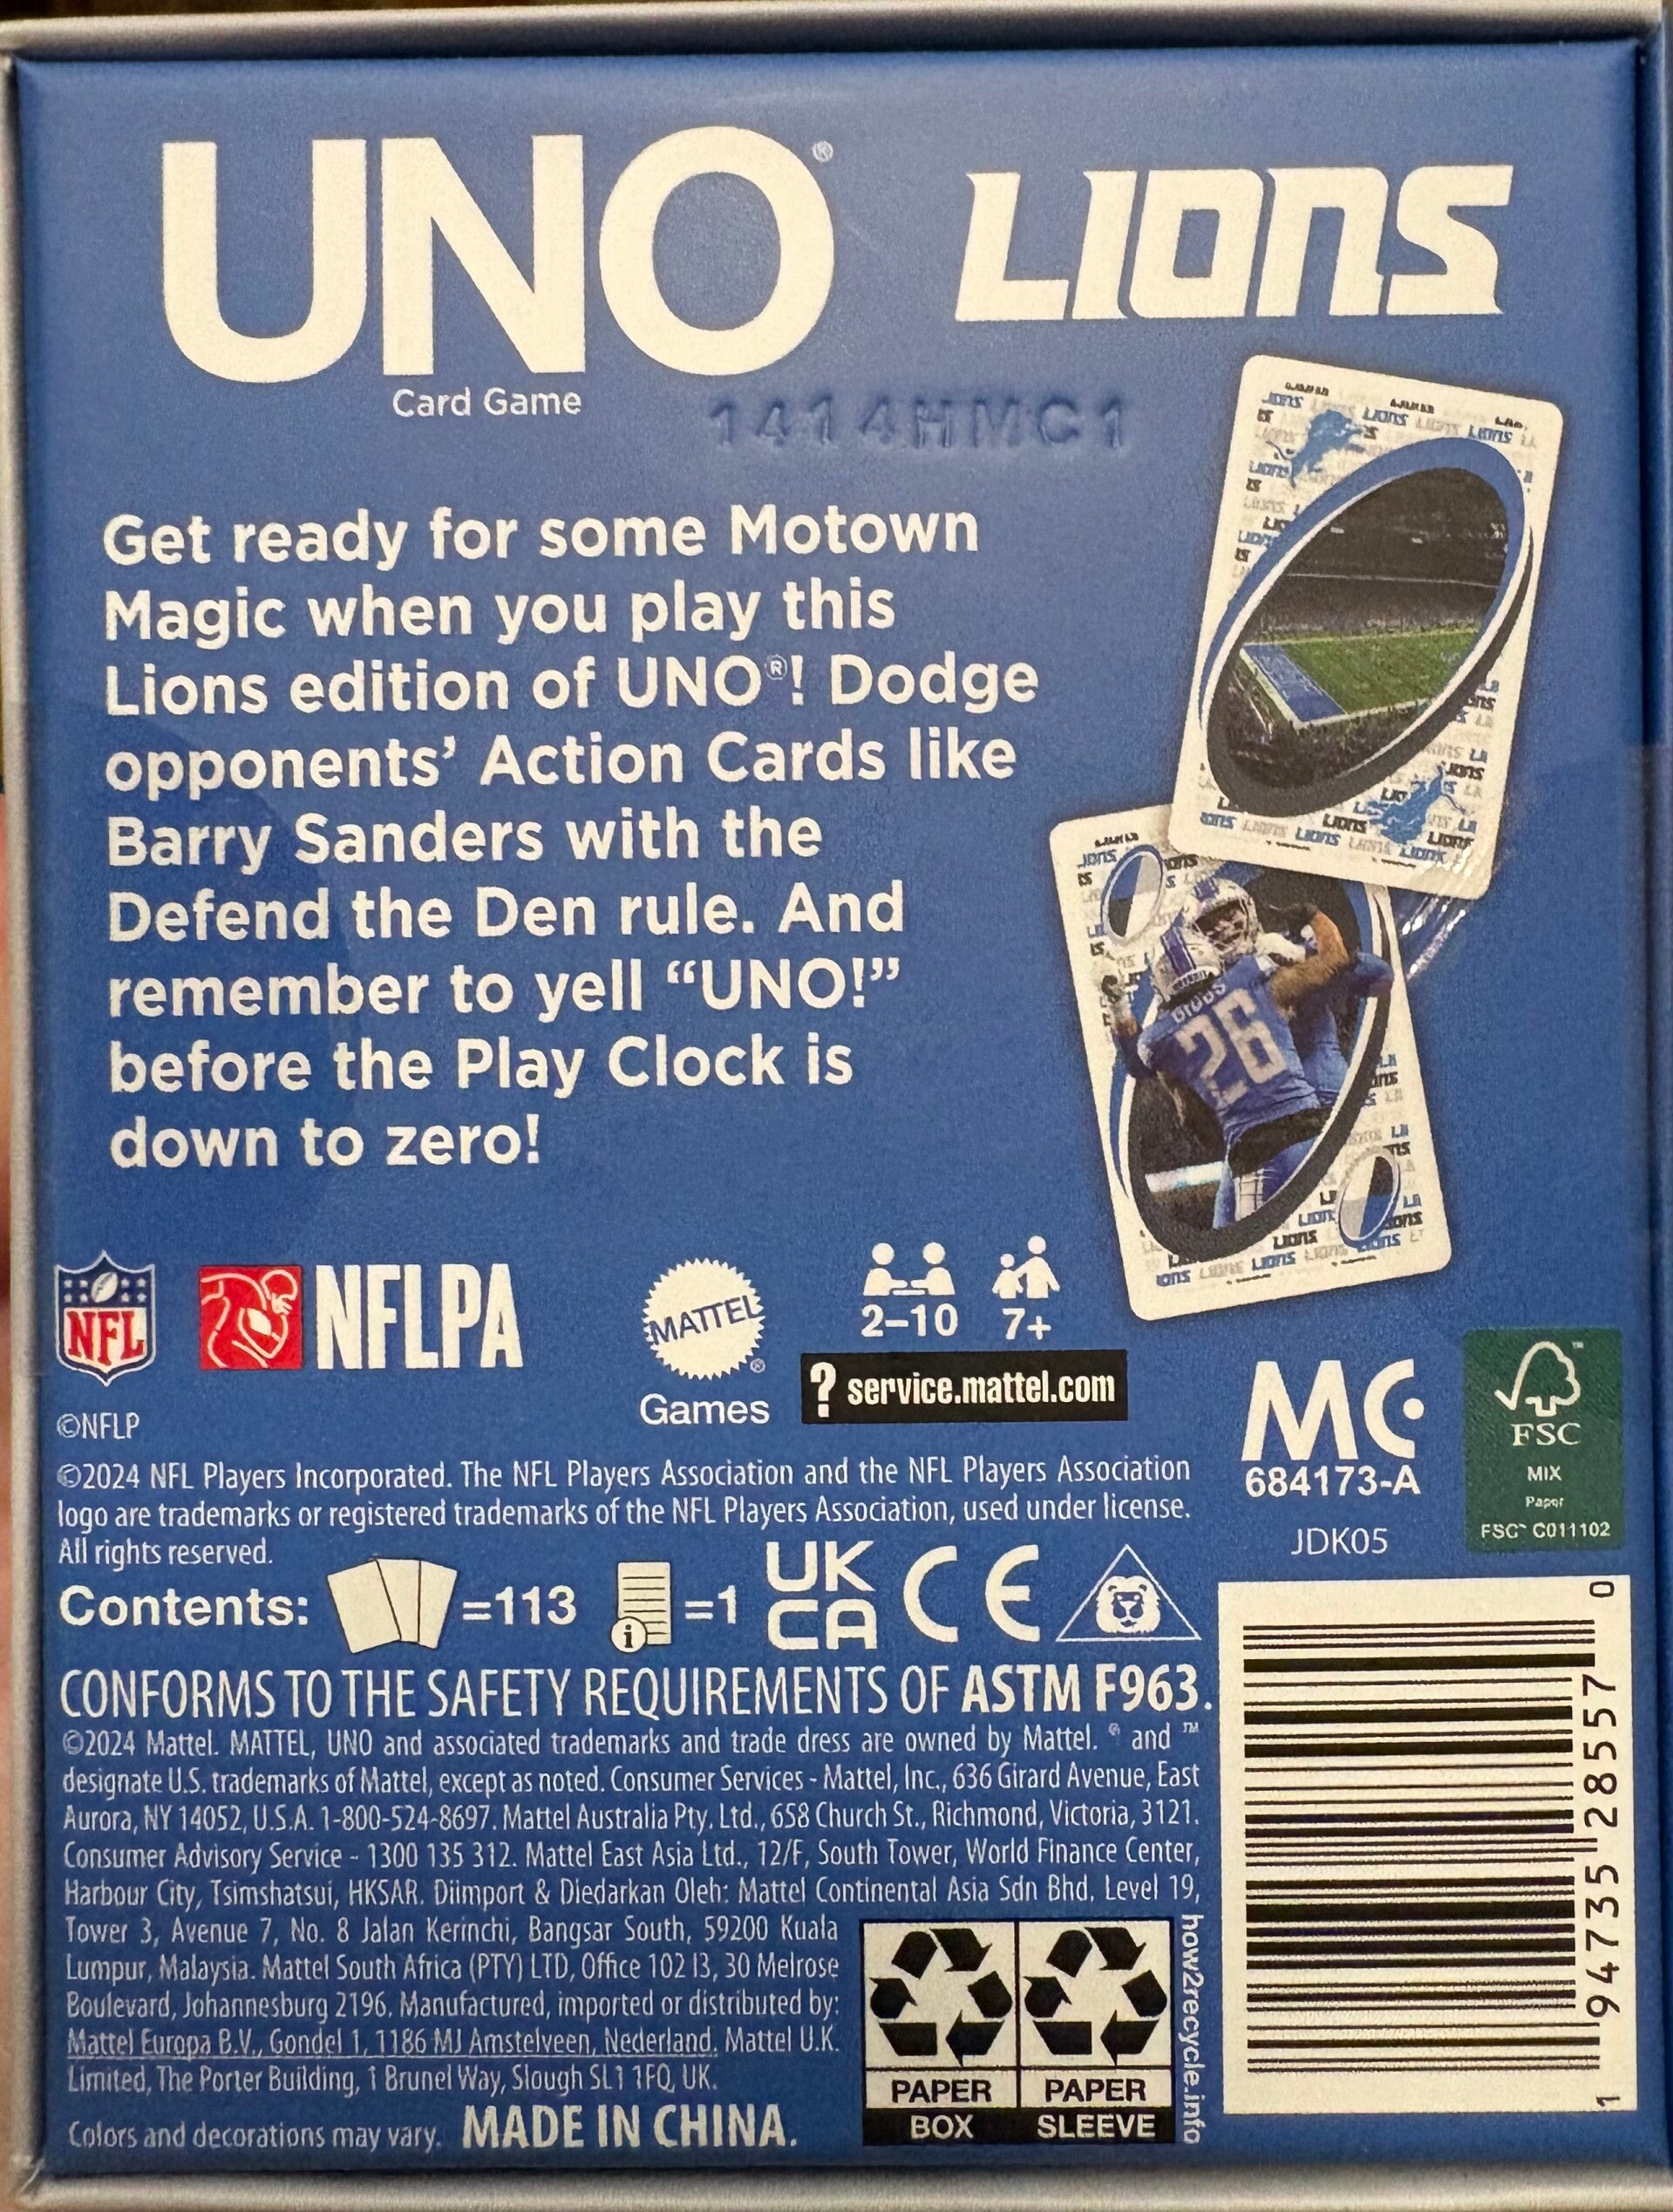 UNO® LIONS
Card Game
1414HMC1
Get ready for some Motown
Magic when you play this
Lions edition of UNO®! Dodge
opponents’ Action Cards like
Barry Sanders with the
Defend the Den rule. And
remember to yell “UNO!”
before the Play Clock is
down to zero!
GIBBS
26
NFL
NFLPA
MATTEL®
Games
2–10 7+
? service.mattel.com
©NFLP
©2024 NFL Players Incorporated. The NFL Players Association and the NFL Players Association
logo are trademarks or registered trademarks of the NFL Players Association, used under license.
All rights reserved.
MC
684173-A
JDK05
FSC
MIX
Paper
FSC™ C011102
Contents: =113 i =1 UK CA CE
CONFORMS TO THE SAFETY REQUIREMENTS OF ASTM F963.
©2024 Mattel. MATTEL, UNO and associated trademarks and trade dress are owned by Mattel. ® and ™
designate U.S. trademarks of Mattel, except as noted. Consumer Services - Mattel, Inc., 636 Girard Avenue, East
Aurora, NY 14052, U.S.A. 1-800-524-8697. Mattel Australia Pty. Ltd., 658 Church St., Richmond, Victoria, 3121.
Consumer Advisory Service - 1300 135 312. Mattel East Asia Ltd., 12/F, South Tower, World Finance Center,
Harbour City, Tsimshatsui, HKSAR. Diimport & Diedarkan Oleh: Mattel Continental Asia Sdn Bhd. Level 19,
Tower 3, Avenue 7, No. 8 Jalan Kerinchi, Bangsar South, 59200 Kuala
Lumpur, Malaysia. Mattel South Africa (PTY) LTD, Office 102 I3, 30 Melrose
Boulevard, Johannesburg 2196. Manufactured, imported or distributed by:
Mattel Europa B.V., Gondel 1, 1186 MJ Amstelveen, Nederland. Mattel U.K.
Limited, The Porter Building, 1 Brunel Way, Slough SL1 1FQ, UK.
Colors and decorations may vary. MADE IN CHINA.
PAPER PAPER
BOX SLEEVE
how2recycle.info
1 94735 28557 0